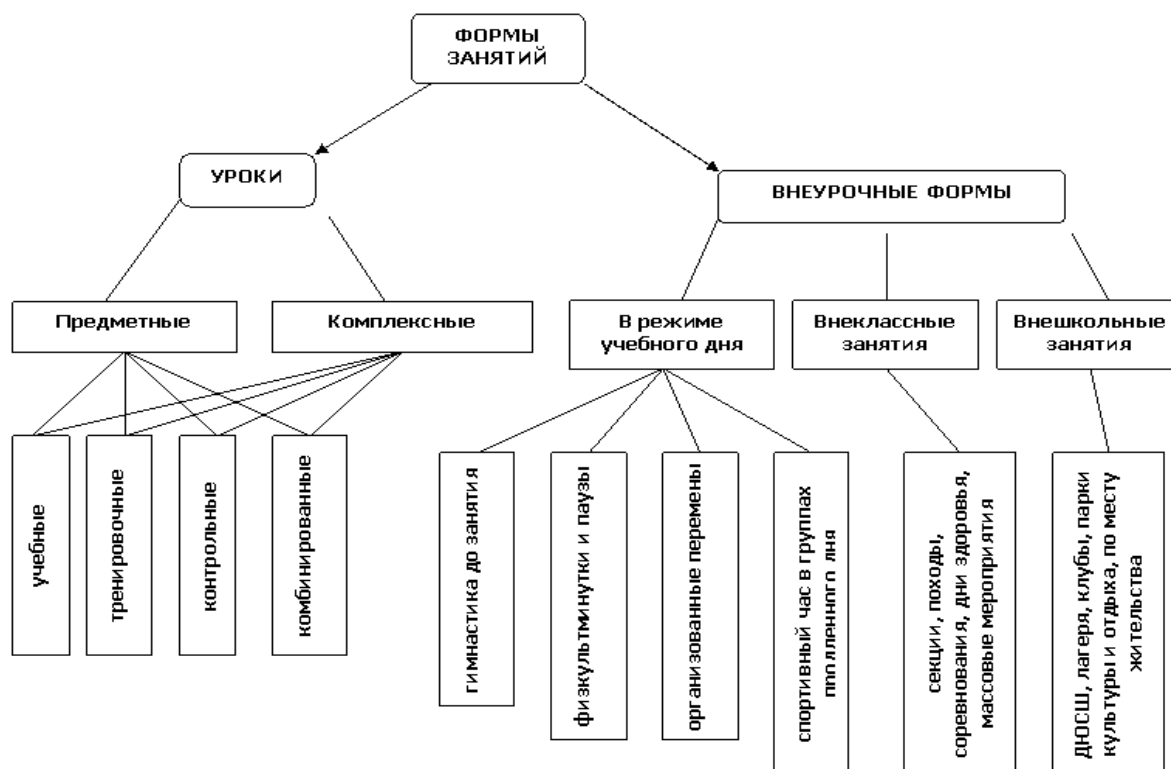 ФОРМЫ
ЗАНЯТИЙ
УРОКИ
ВНЕУРОЧНЫЕ ФОРМЫ
Предметные
Комплексные
В режиме
учебного дня
Внеклассные
занятия
Внешкольные
занятия
учебные
тренировочные
контрольные
комбинированные
гимнастика до занятия
физкультминутки и паузы
организованные перемены
спортивный час в группах
продленного дня
секции, походы,
соревнования, дни здоровья,
массовые мероприятия
ДЮСШ, лагеря, клубы, парки
культуры и отдыха, по месту
жительства